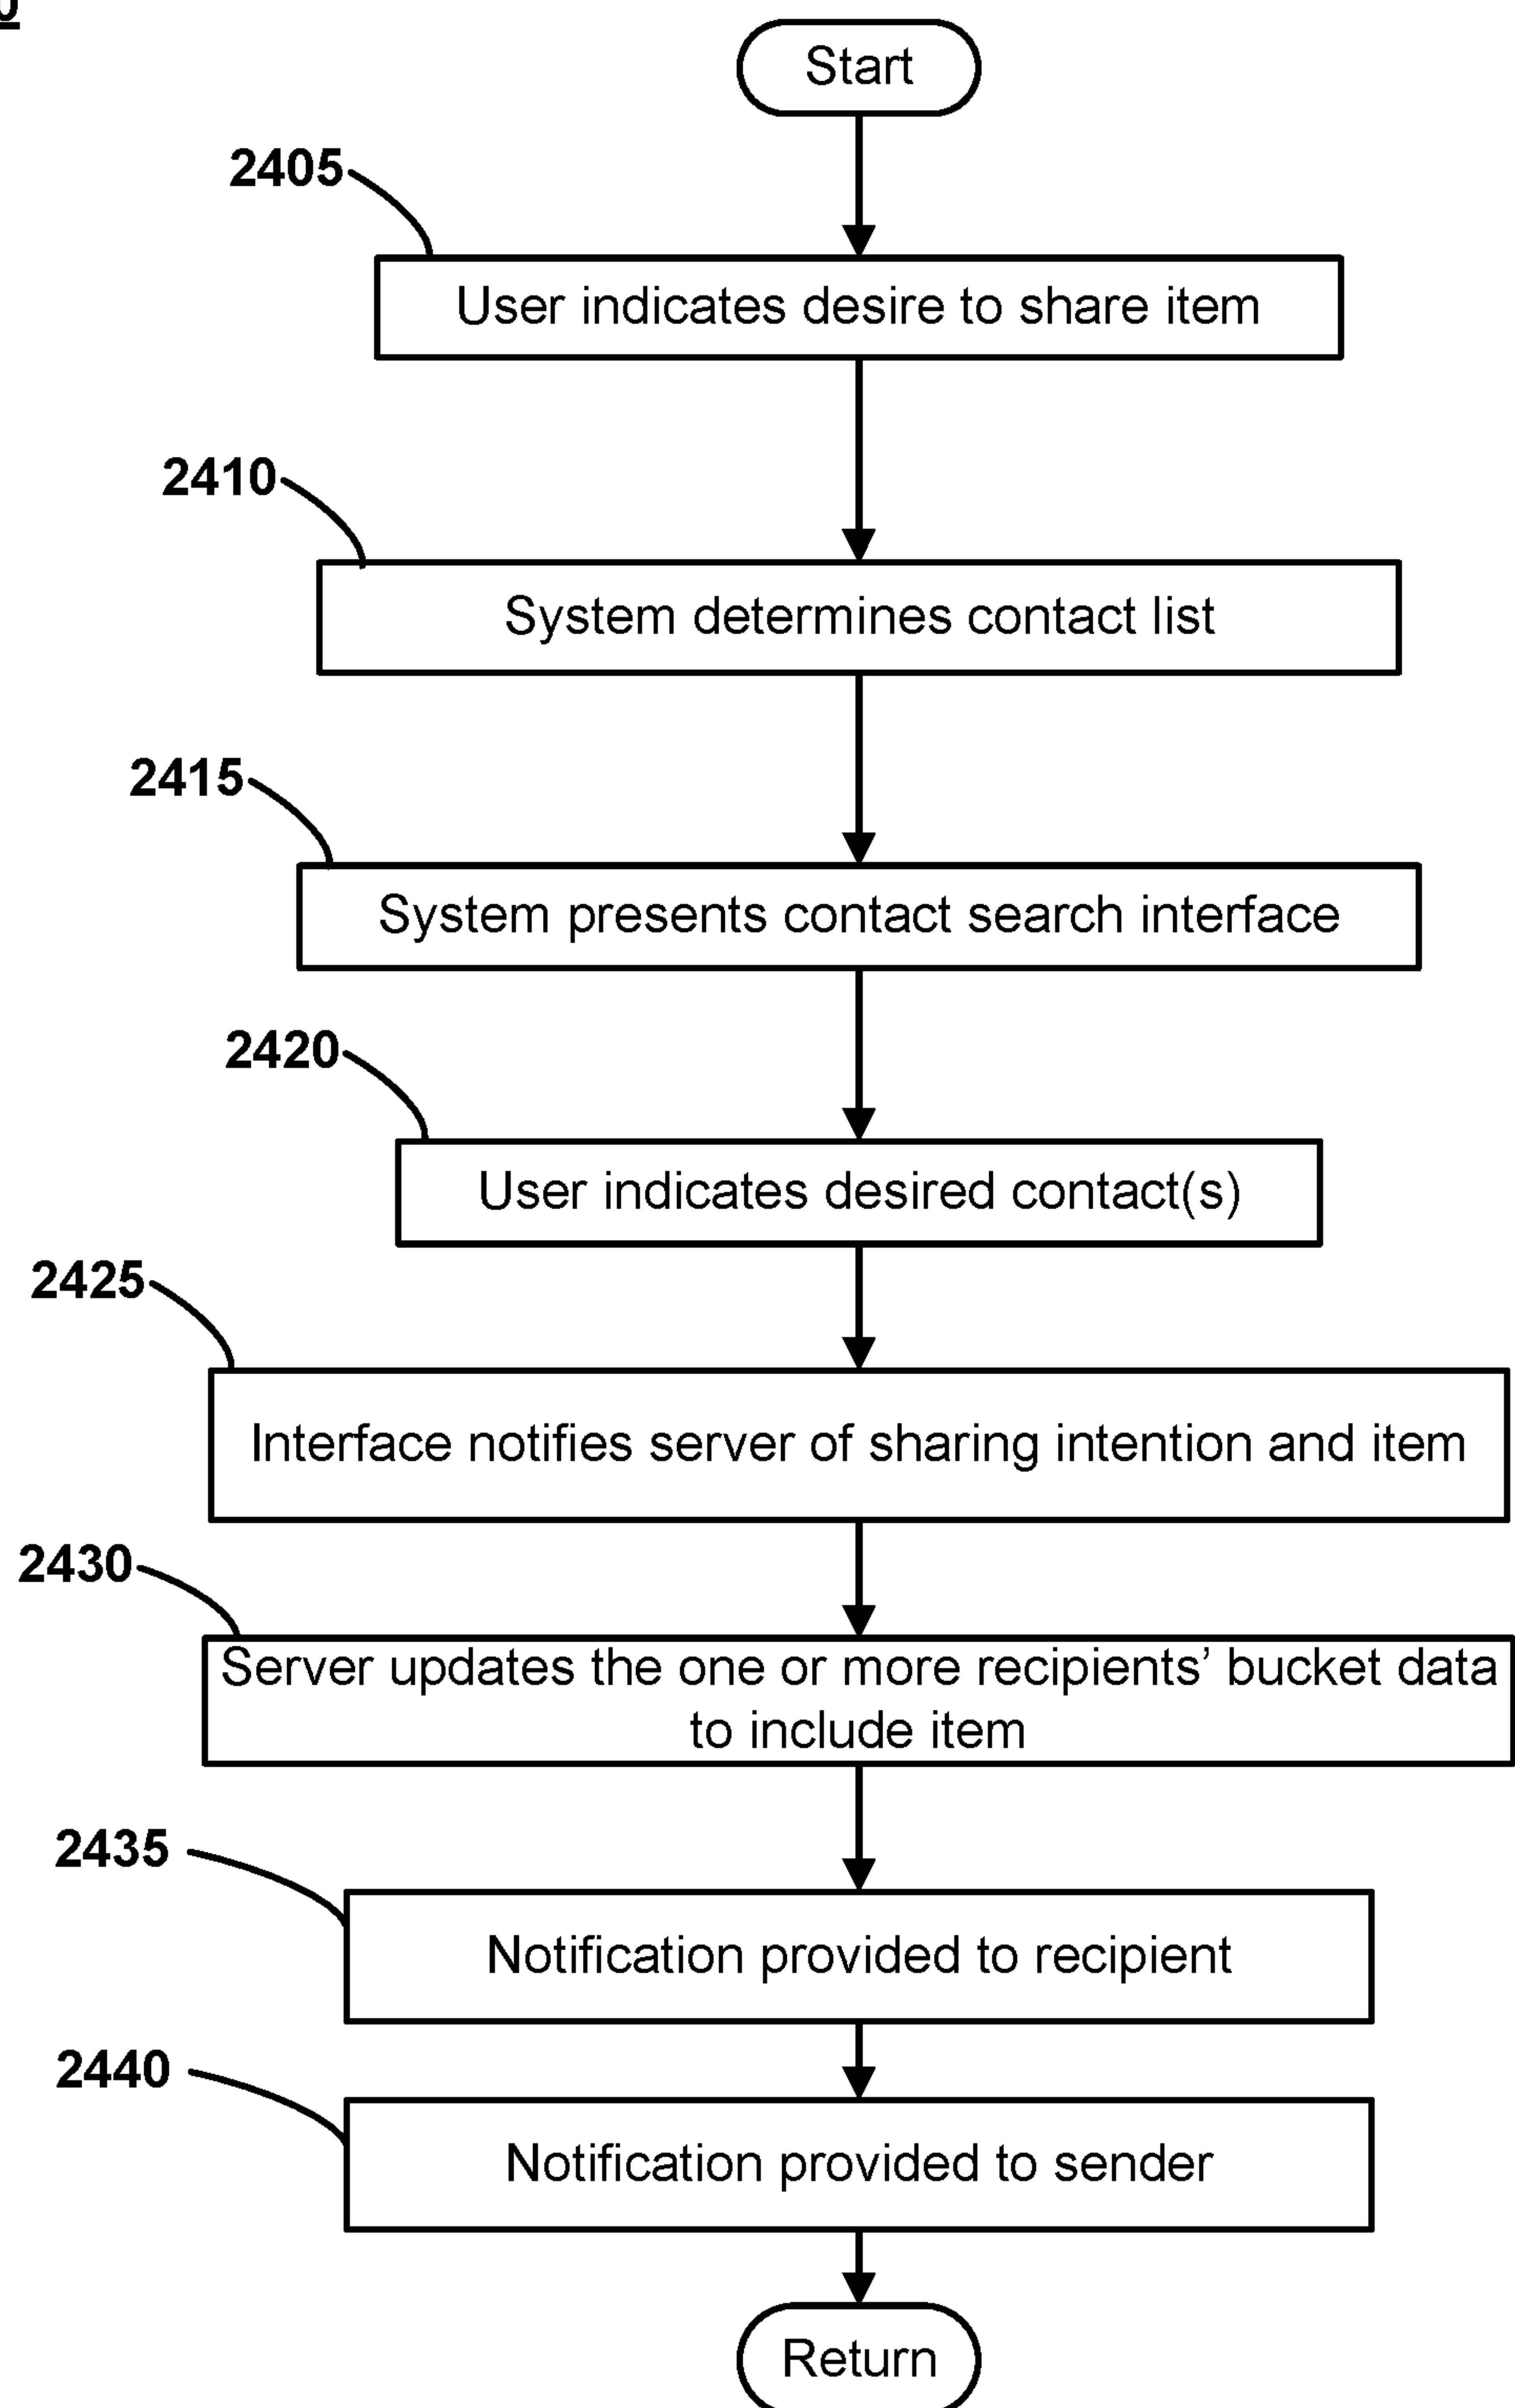 Start
2405
User indicates desire to share item
2410
System determines contact list
2415
System presents contact search interface
2420
User indicates desired contact(s)
2425
Interface notifies server of sharing intention and item
2430
Server updates the one or more recipients’ bucket data
to include item
2435
Notification provided to recipient
2440
Notification provided to sender
Return